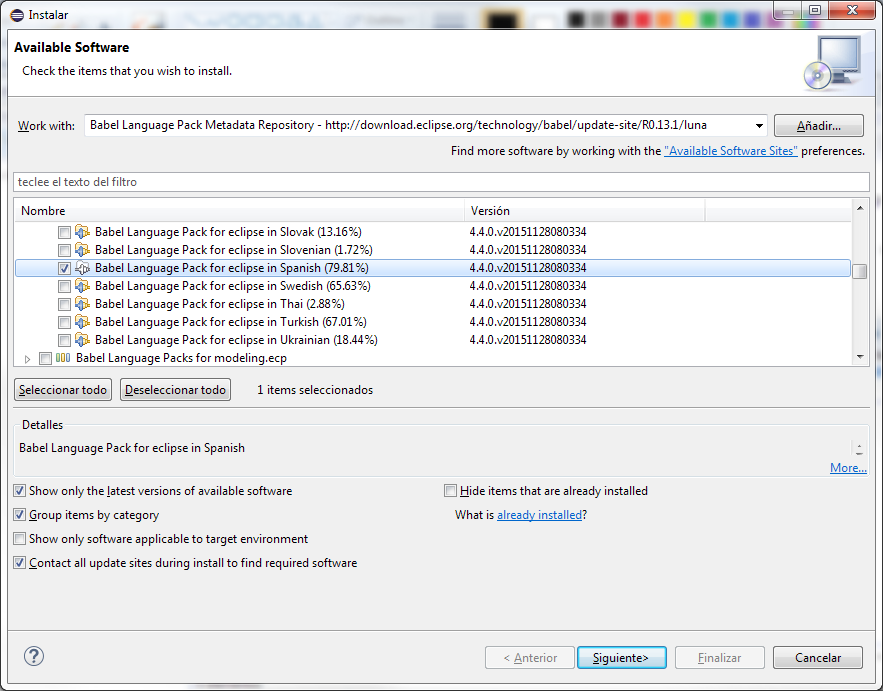 Instalar
Available Software
Check the items that you wish to install.
Work with: Babel Language Pack Metadata Repository - http://download.eclipse.org/technology/babel/update-site/R0.13.1/luna Añadir...
Find more software by working with the "Available Software Sites" preferences.
teclee el texto del filtro
Nombre Versión
Babel Language Pack for eclipse in Slovak (13.16%) 4.4.0.v20151128080334
Babel Language Pack for eclipse in Slovenian (1.72%) 4.4.0.v20151128080334
Babel Language Pack for eclipse in Spanish (79.81%) 4.4.0.v20151128080334
Babel Language Pack for eclipse in Swedish (65.63%) 4.4.0.v20151128080334
Babel Language Pack for eclipse in Thai (2.88%) 4.4.0.v20151128080334
Babel Language Pack for eclipse in Turkish (67.01%) 4.4.0.v20151128080334
Babel Language Pack for eclipse in Ukrainian (18.44%) 4.4.0.v20151128080334
Babel Language Packs for modeling.ecp
Seleccionar todo Deseleccionar todo 1 items seleccionados
Detalles
Babel Language Pack for eclipse in Spanish
More...
Show only the latest versions of available software Hide items that are already installed
Group items by category What is already installed?
Show only software applicable to target environment
Contact all update sites during install to find required software
? < Anterior Siguiente> Finalizar Cancelar